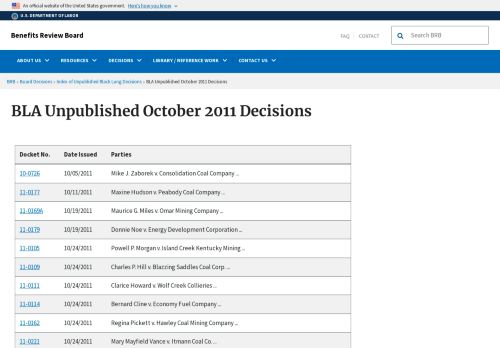 An official website of the United States government. Here's how you know
U.S. DEPARTMENT OF LABOR
Benefits Review Board
FAQ
CONTACT
Search BRB
ABOUT US
RESOURCES
DECISIONS
LIBRARY / REFERENCE WORK
CONTACT US
BRB › Board Decisions › Index of Unpublished Black Lung Decisions › BLA Unpublished October 2011 Decisions
BLA Unpublished October 2011 Decisions
Docket No. Date Issued Parties
10-0726 10/05/2011 Mike J. Zaborek v. Consolidation Coal Company ...
11-0177 10/11/2011 Maxine Hudson v. Peabody Coal Company ...
11-0169A 10/19/2011 Maurice G. Miles v. Omar Mining Company ...
11-0179 10/19/2011 Donnie Noe v. Energy Development Corporation ...
11-0105 10/24/2011 Powell P. Morgan v. Island Creek Kentucky Mining ...
11-0109 10/24/2011 Charles P. Hill v. Blazzing Saddles Coal Corp. ...
11-0111 10/24/2011 Clarice Howard v. Wolf Creek Collieries ...
11-0114 10/24/2011 Bernard Cline v. Economy Fuel Company ...
11-0162 10/24/2011 Regina Pickett v. Hawley Coal Mining Company ...
11-0221 10/24/2011 Mary Mayfield Vance v. Itmann Coal Co. ...